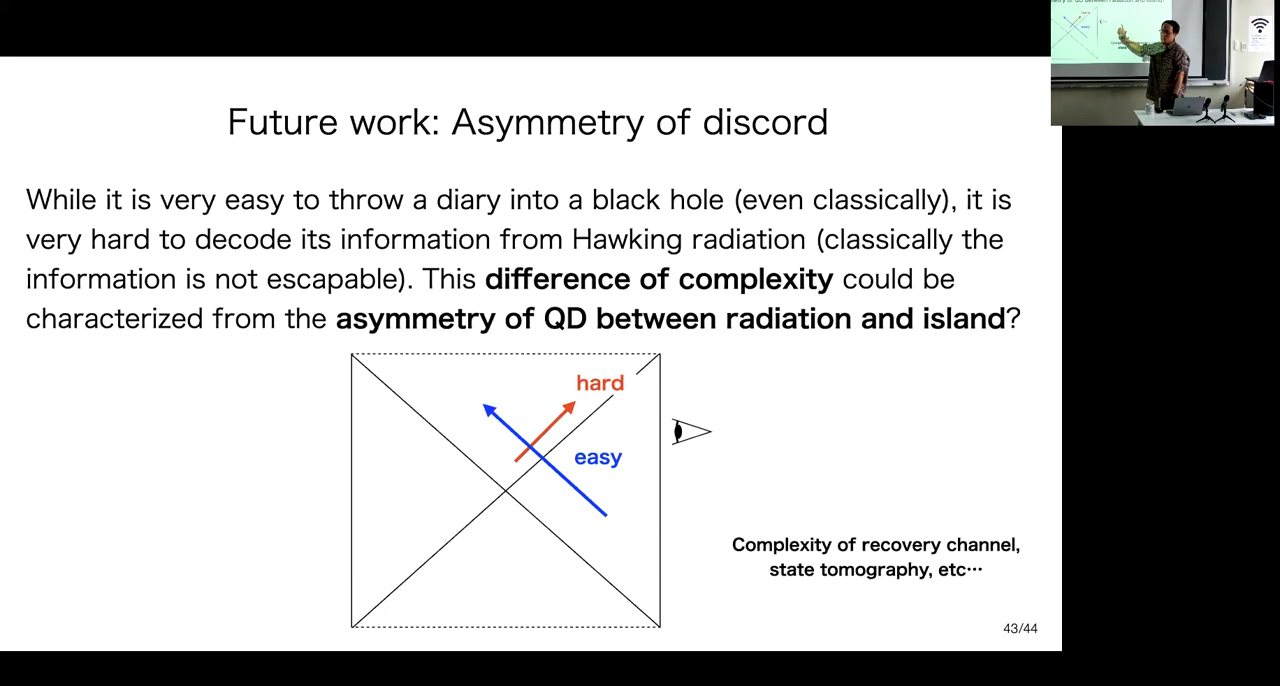 Future work: Asymmetry of discord
While it is very easy to throw a diary into a black hole (even classically), it is
very hard to decode its information from Hawking radiation (classically the
information is not escapable). This difference of complexity could be
characterized from the asymmetry of QD between radiation and island?
hard
easy
Complexity of recovery channel,
state tomography, etc…
43/44